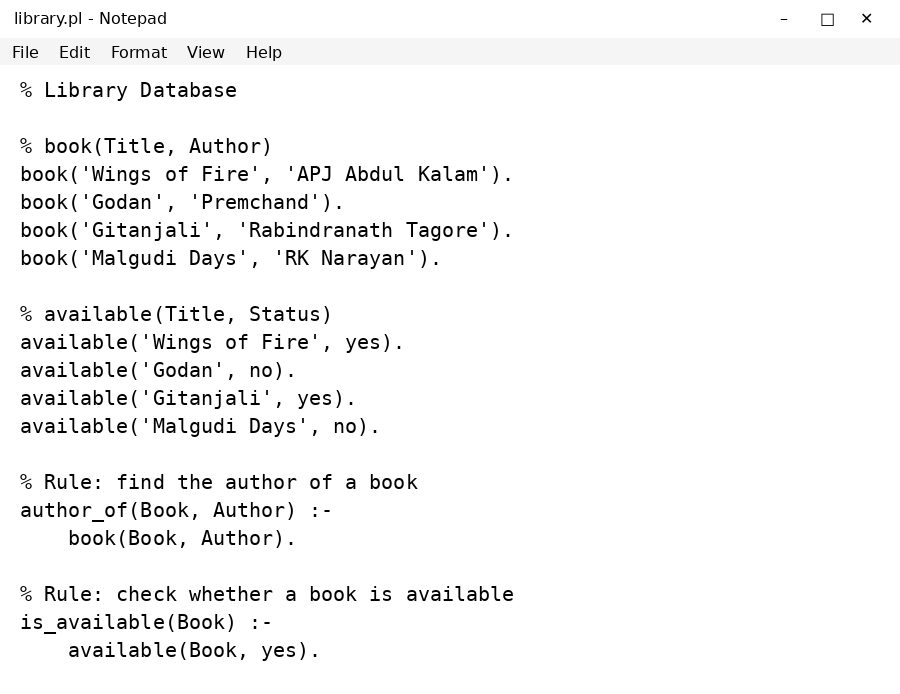 library.pl - Notepad
File Edit Format View Help
% Library Database

% book(Title, Author)
book('Wings of Fire', 'APJ Abdul Kalam').
book('Godan', 'Premchand').
book('Gitanjali', 'Rabindranath Tagore').
book('Malgudi Days', 'RK Narayan').

% available(Title, Status)
available('Wings of Fire', yes).
available('Godan', no).
available('Gitanjali', yes).
available('Malgudi Days', no).

% Rule: find the author of a book
author_of(Book, Author) :-
    book(Book, Author).

% Rule: check whether a book is available
is_available(Book) :-
    available(Book, yes).